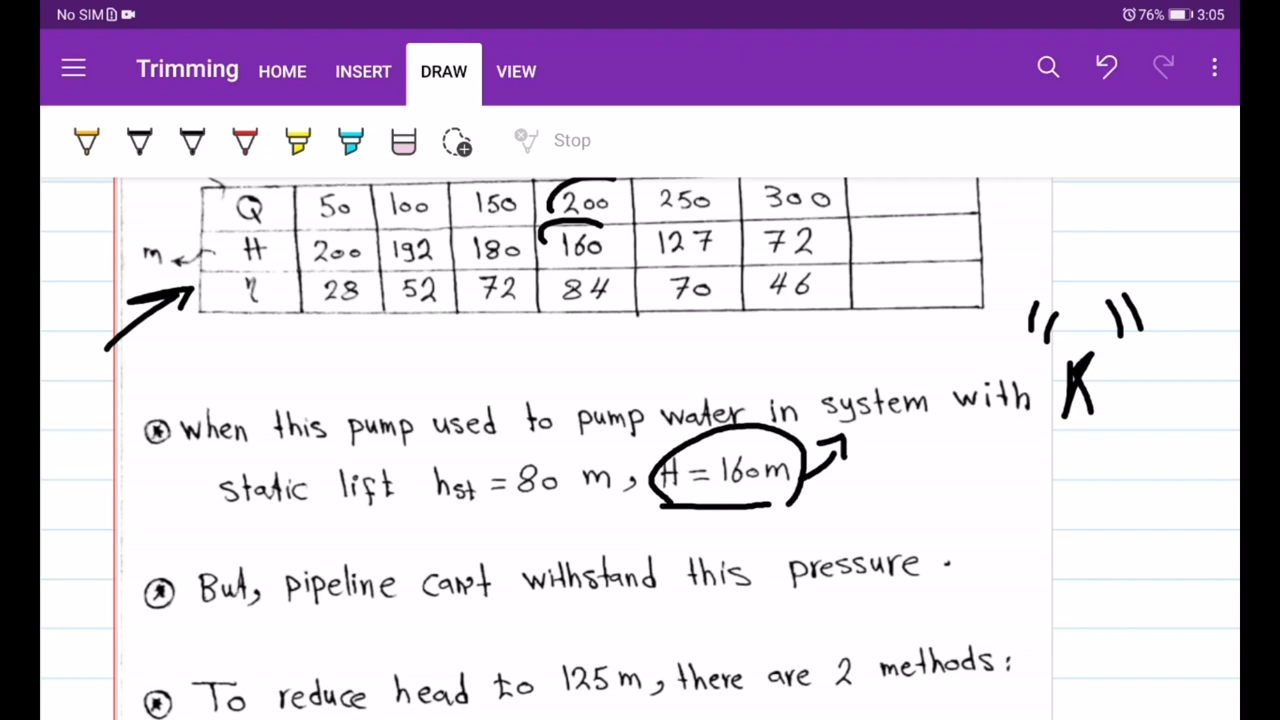 No SIM 76% 3:05
Trimming HOME INSERT DRAW VIEW
Stop
Q 50 100 150 200 250 300
m H 200 192 180 160 127 72
η 28 52 72 84 70 46
" K "
when this pump used to pump water in system with
static lift hst = 80 m, H = 160m
But, pipeline can't withstand this pressure.
To reduce head to 125m, there are 2 methods: